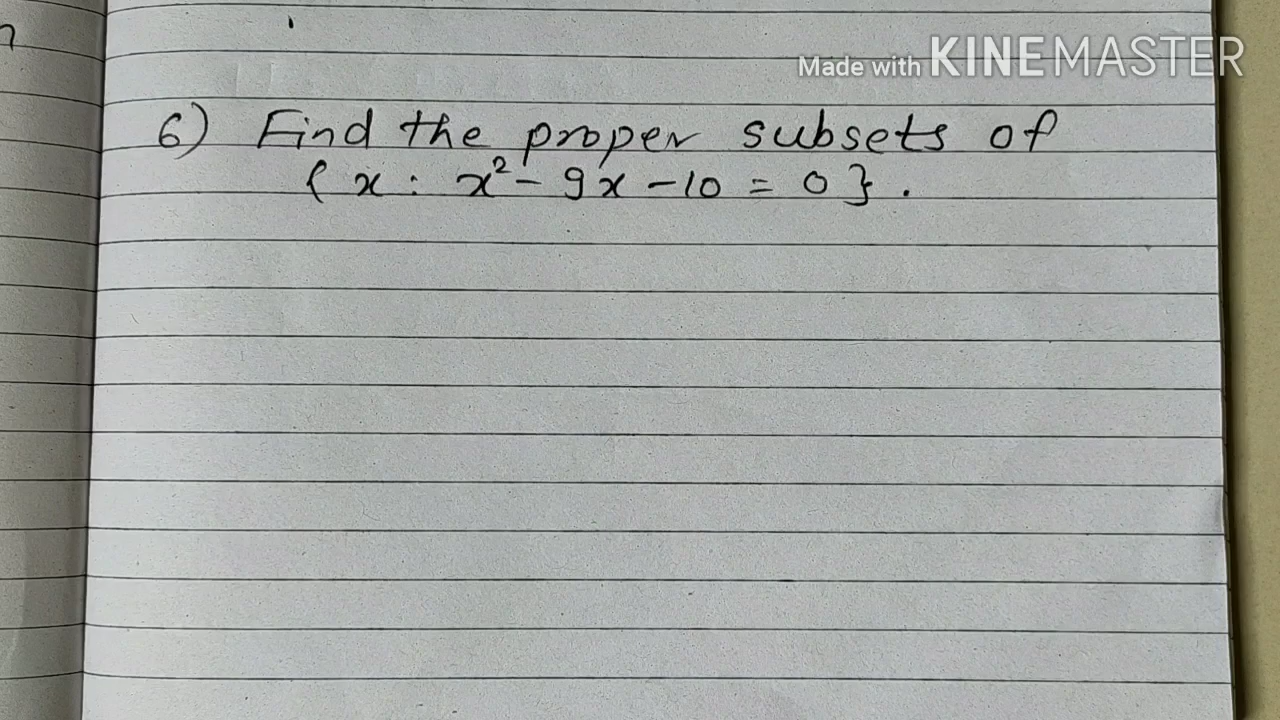 Made with KINEMASTER
6) Find the proper subsets of
{ x : x² - 9x - 10 = 0 } .